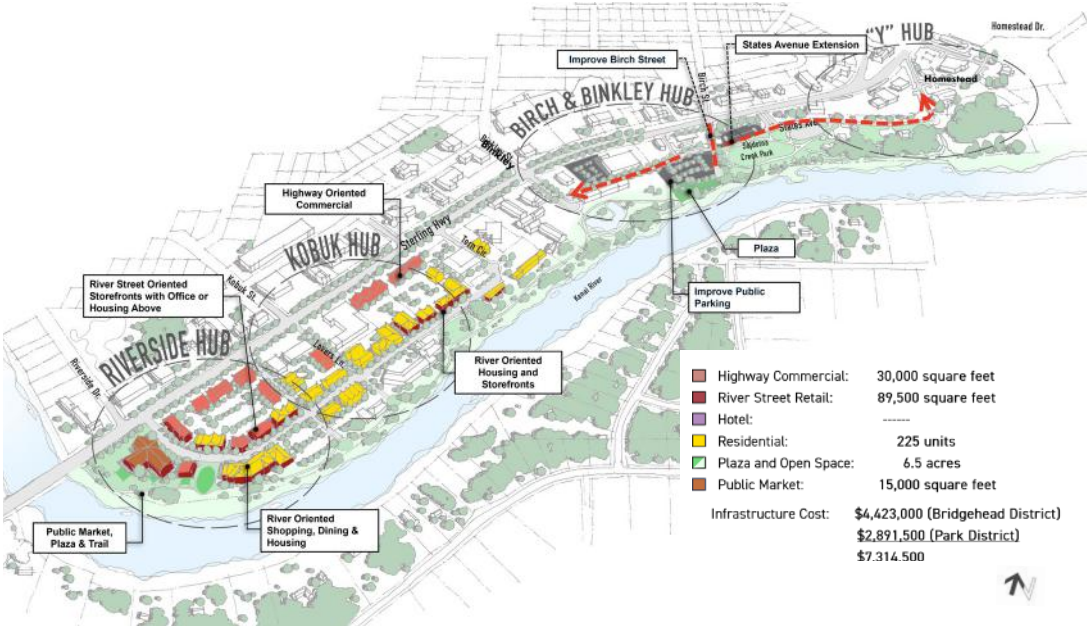 Homestead Dr.
"Y" HUB
States Avenue Extension
Improve Birch Street
Birch St.
Homestead
BIRCH & BINKLEY HUB
States Ave
Soldotna
Creek Park
Binkley
Highway Oriented
Commercial
Sterling Hwy
Plaza
KOBUK HUB
Tern Cir.
Kobuk St.
Kenai River
River Street Oriented
Storefronts with Office or
Housing Above
Improve Public
Parking
RIVERSIDE HUB
Lovers Ln.
Riverside Dr.
River Oriented
Housing and
Storefronts
Highway Commercial: 30,000 square feet
River Street Retail: 89,500 square feet
Hotel: ------
Residential: 225 units
Plaza and Open Space: 6.5 acres
Public Market: 15,000 square feet
Infrastructure Cost: $4,423,000 (Bridgehead District)
$2,891,500 (Park District)
$7,314,500
Public Market,
Plaza & Trail
River Oriented
Shopping, Dining &
Housing
N